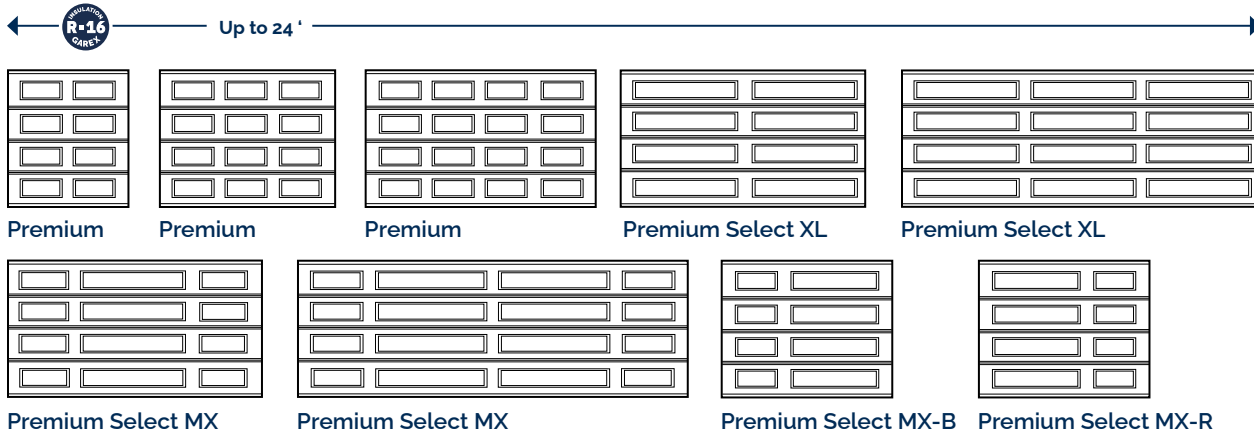 INSULATION
R-16
GAREX
Up to 24 ‘
Premium
Premium
Premium
Premium Select XL
Premium Select XL
Premium Select MX
Premium Select MX
Premium Select MX-B
Premium Select MX-R